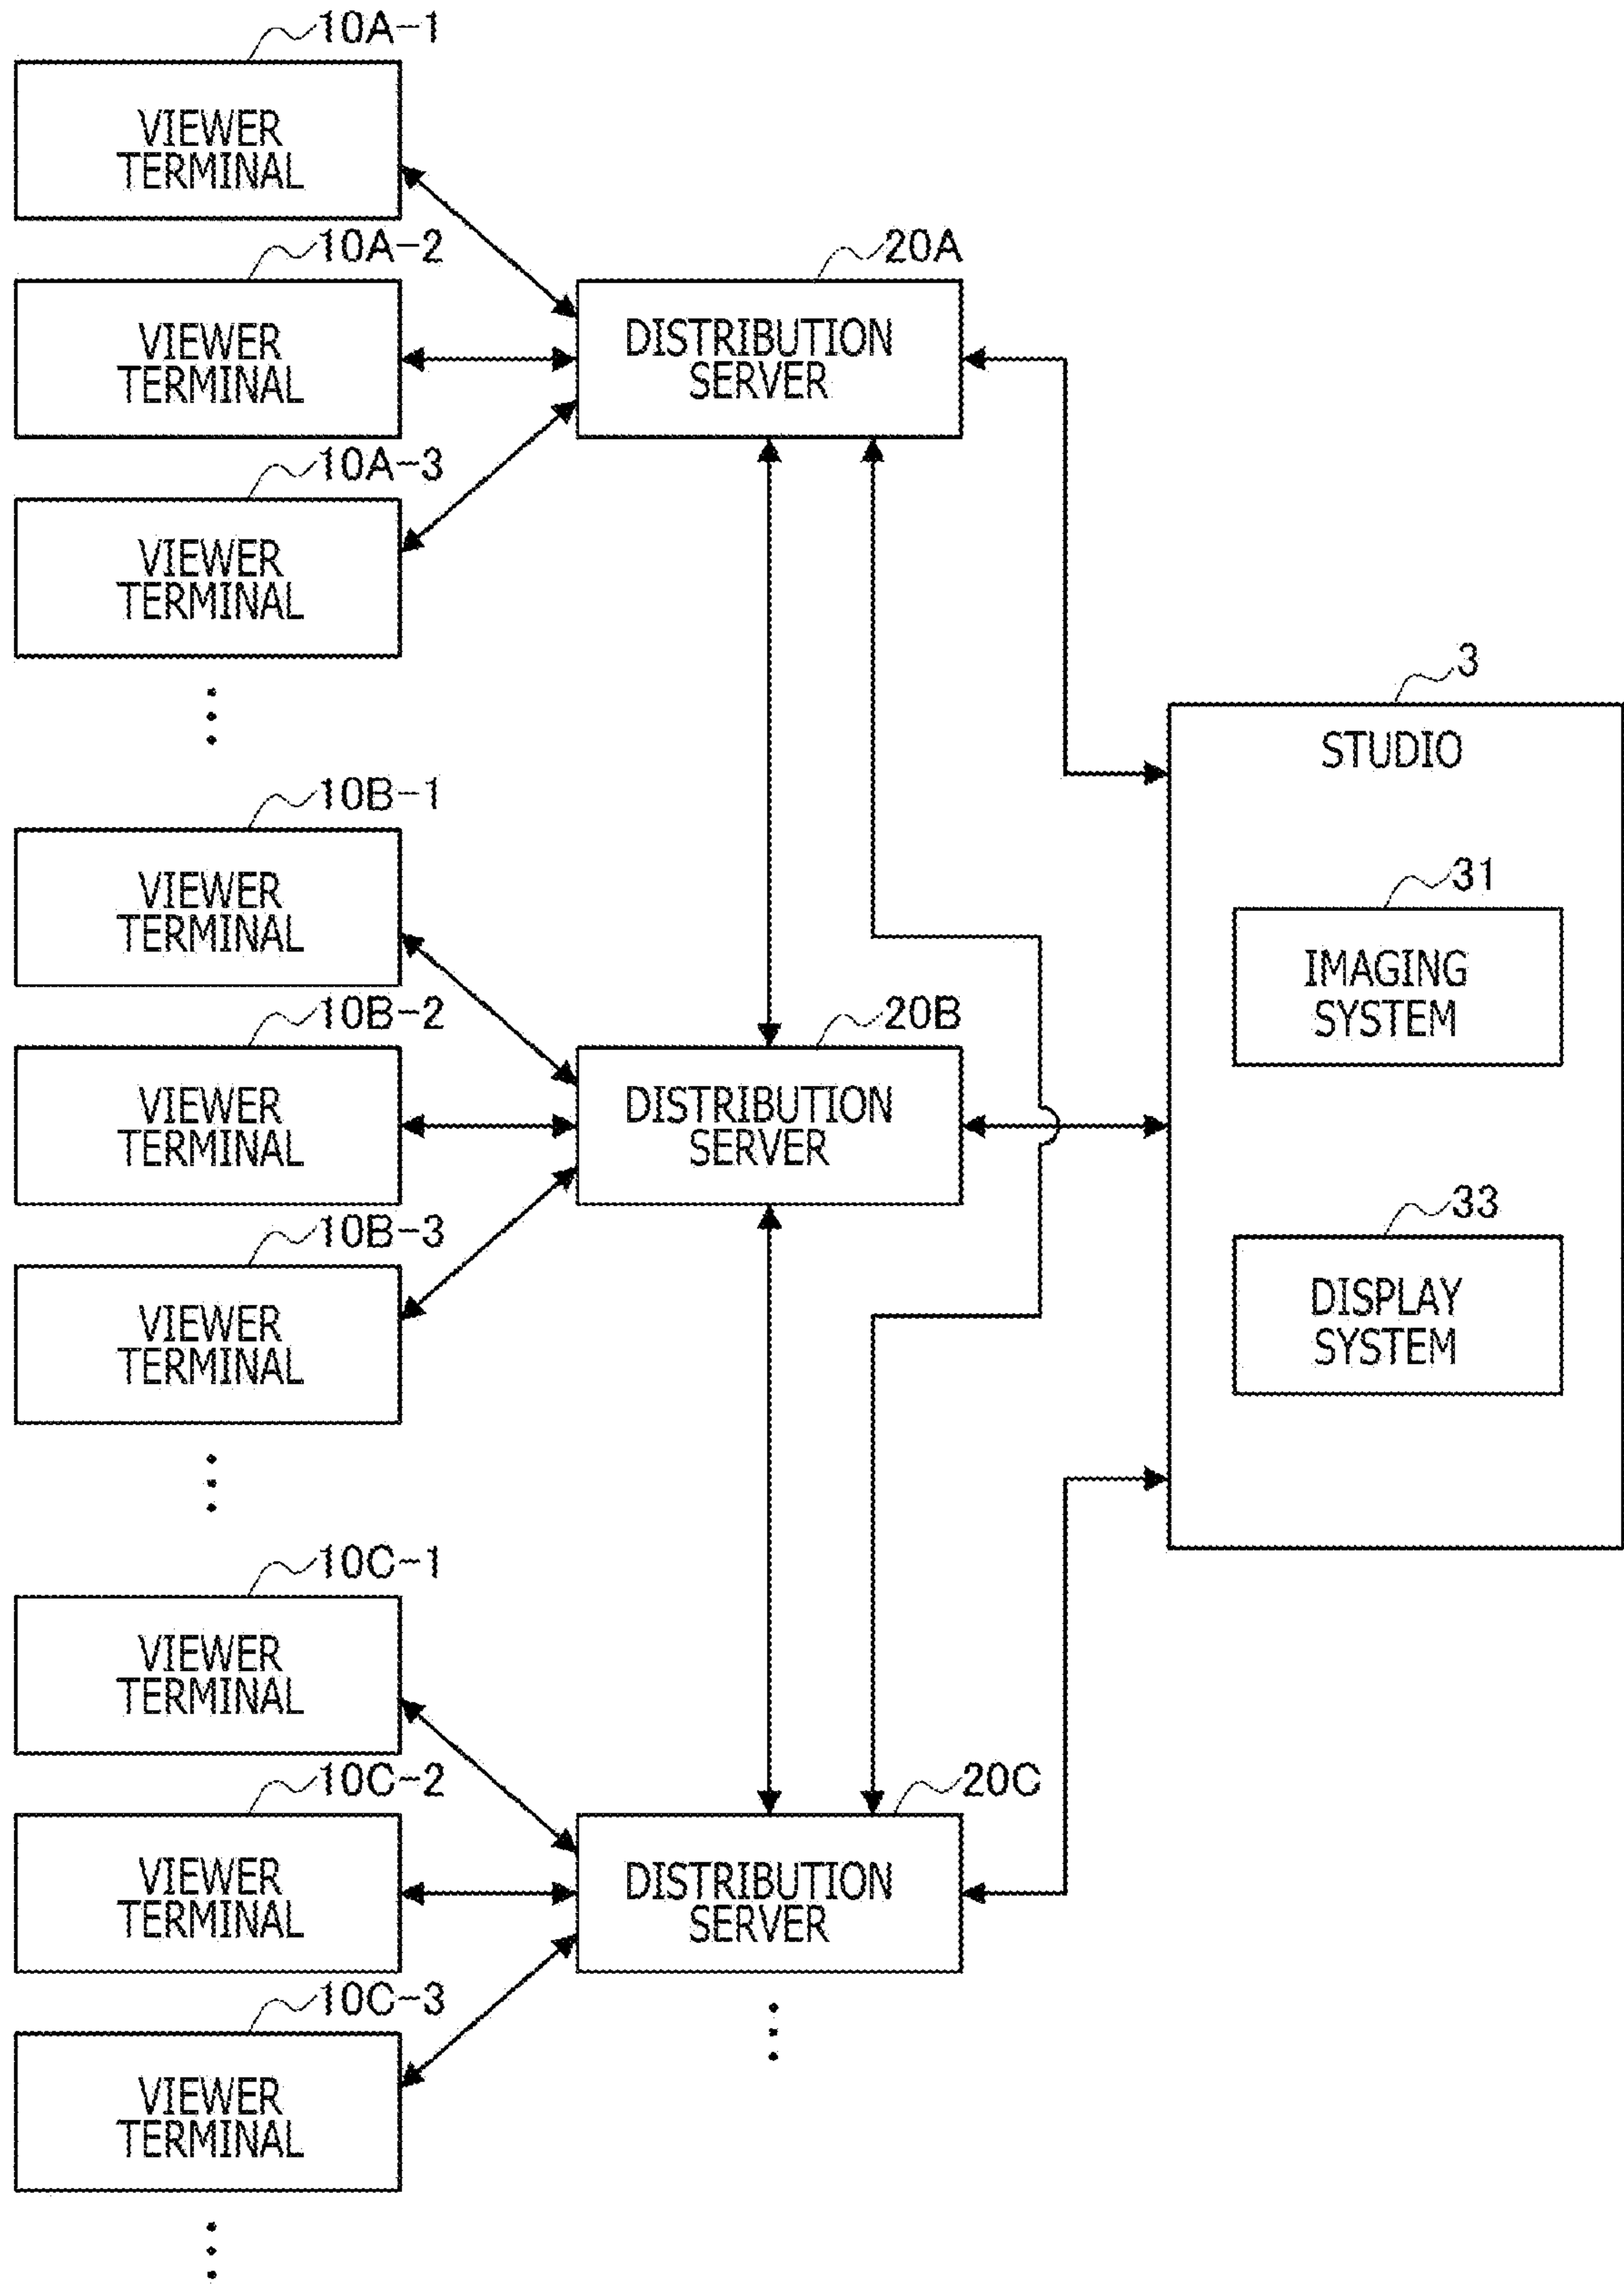 10A-1
VIEWER
TERMINAL
10A-2
VIEWER
TERMINAL
10A-3
VIEWER
TERMINAL
10B-1
VIEWER
TERMINAL
10B-2
VIEWER
TERMINAL
10B-3
VIEWER
TERMINAL
10C-1
VIEWER
TERMINAL
10C-2
VIEWER
TERMINAL
10C-3
VIEWER
TERMINAL
20A
DISTRIBUTION
SERVER
20B
DISTRIBUTION
SERVER
20C
DISTRIBUTION
SERVER
3
STUDIO
31
IMAGING
SYSTEM
33
DISPLAY
SYSTEM